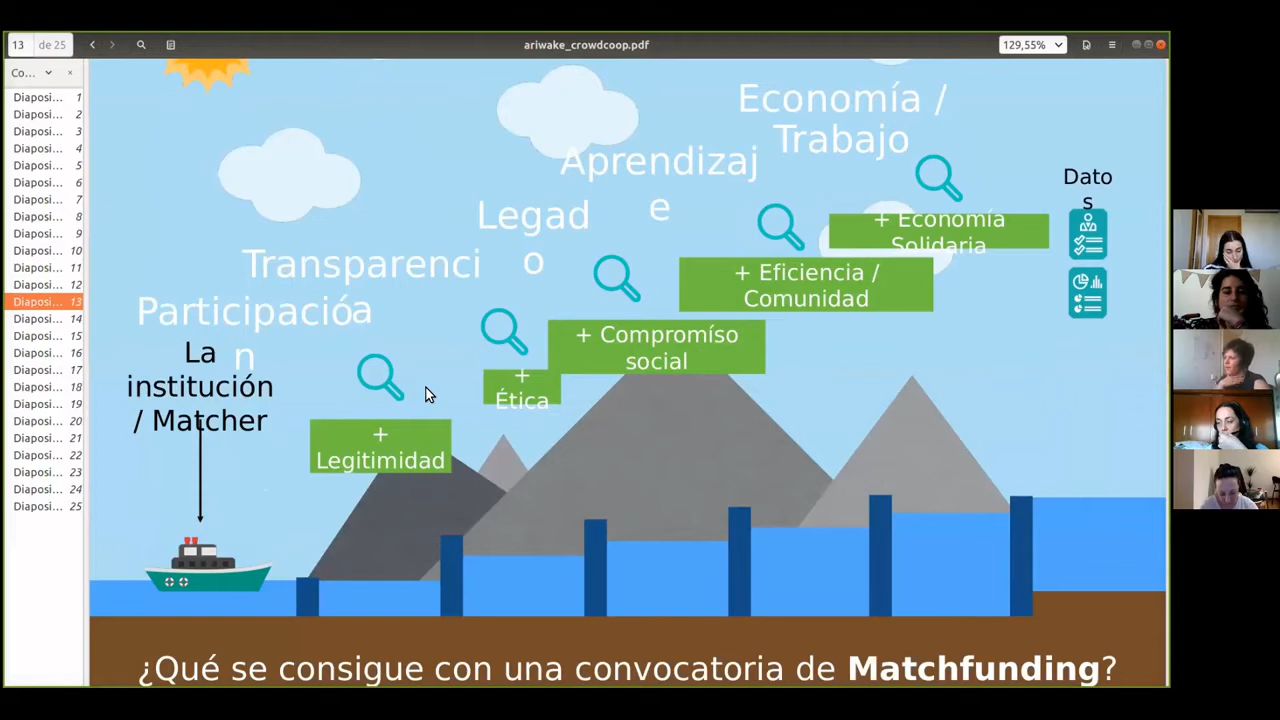 13
de 25
ariwake_crowdcoop.pdf
129,55%
Co...
Diaposi... 1
Diaposi... 2
Diaposi... 3
Diaposi... 4
Diaposi... 5
Diaposi... 6
Diaposi... 7
Diaposi... 8
Diaposi... 9
Diaposi... 10
Diaposi... 11
Diaposi... 12
Diaposi... 13
Diaposi... 14
Diaposi... 15
Diaposi... 16
Diaposi... 17
Diaposi... 18
Diaposi... 19
Diaposi... 20
Diaposi... 21
Diaposi... 22
Diaposi... 23
Diaposi... 24
Diaposi... 25
La
institución
/ Matcher
Participació
n
Transparenci
a
Legad
o
Aprendizaj
e
Economía /
Trabajo
Dato
s
+
Legitimidad
+
Ética
+ Compromíso
social
+ Eficiencia /
Comunidad
+ Economía
Solidaria
¿Qué se consigue con una convocatoria de Matchfunding?